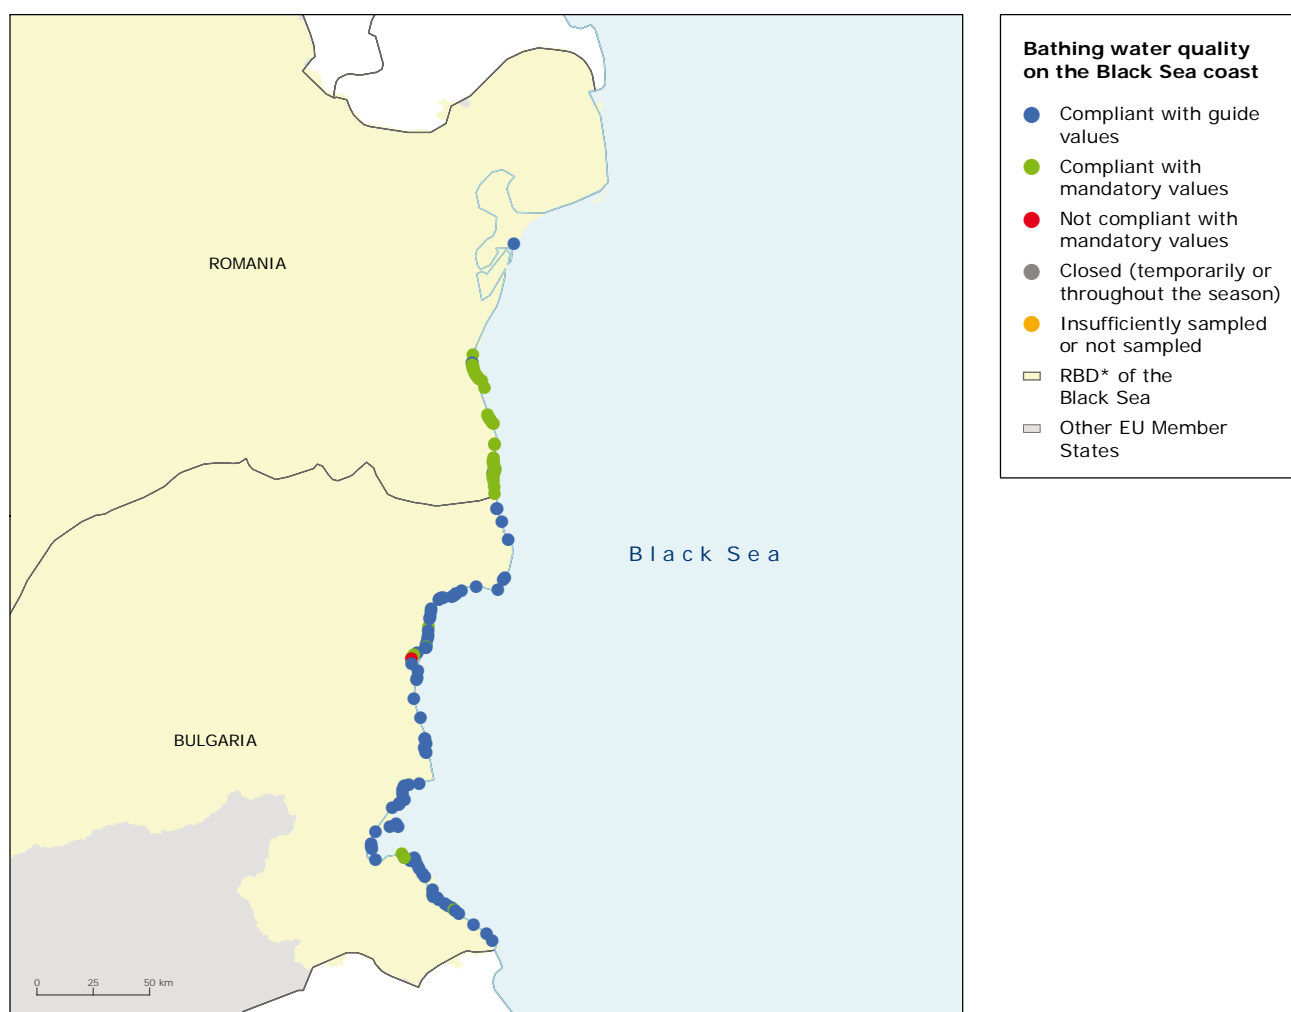 Bathing water quality
on the Black Sea coast
Compliant with guide
values
Compliant with
mandatory values
Not compliant with
mandatory values
Closed (temporarily or
throughout the season)
Insufficiently sampled
or not sampled
RBD* of the
Black Sea
Other EU Member
States
ROMANIA
Black Sea
BULGARIA
0 25 50 km